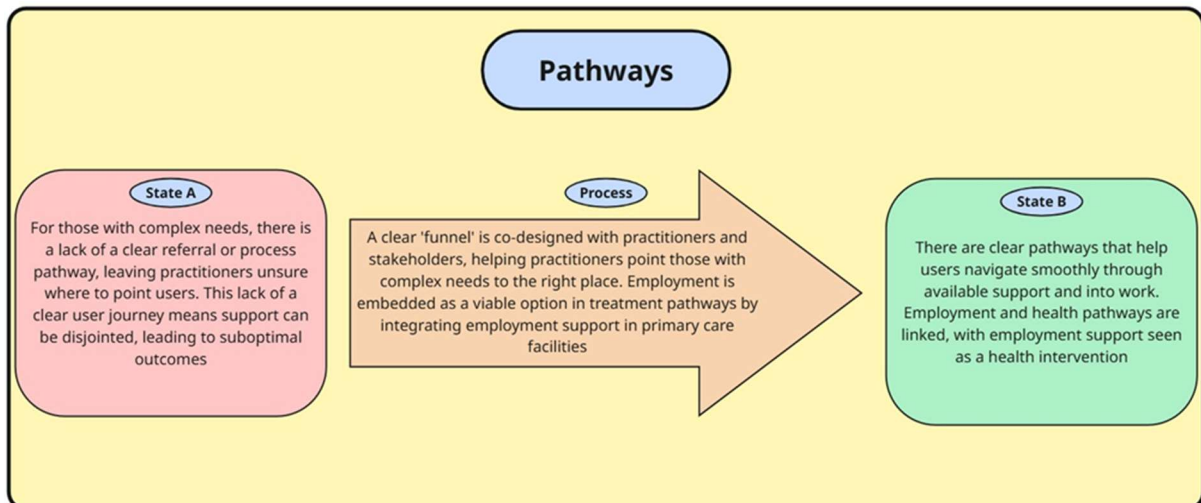 Pathways
State A
For those with complex needs, there is
a lack of a clear referral or process
pathway, leaving practitioners unsure
where to point users. This lack of a
clear user journey means support can
be disjointed, leading to suboptimal
outcomes
Process
A clear 'funnel' is co-designed with practitioners and
stakeholders, helping practitioners point those with
complex needs to the right place. Employment is
embedded as a viable option in treatment pathways by
integrating employment support in primary care
facilities
State B
There are clear pathways that help
users navigate smoothly through
available support and into work.
Employment and health pathways are
linked, with employment support seen
as a health intervention